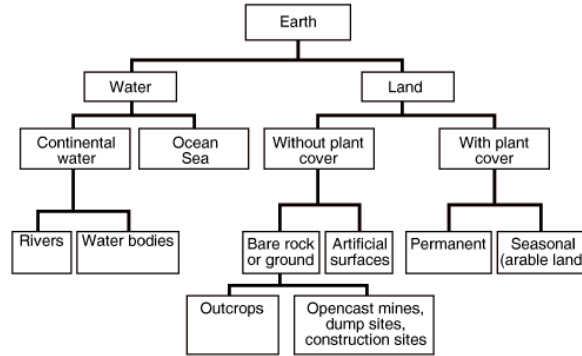 Earth
Water
Land
Continental
water
Ocean
Sea
Without plant
cover
With plant
cover
Rivers
Water bodies
Bare rock
or ground
Artificial
surfaces
Permanent
Seasonal
(arable land
Outcrops
Opencast mines,
dump sites,
construction sites